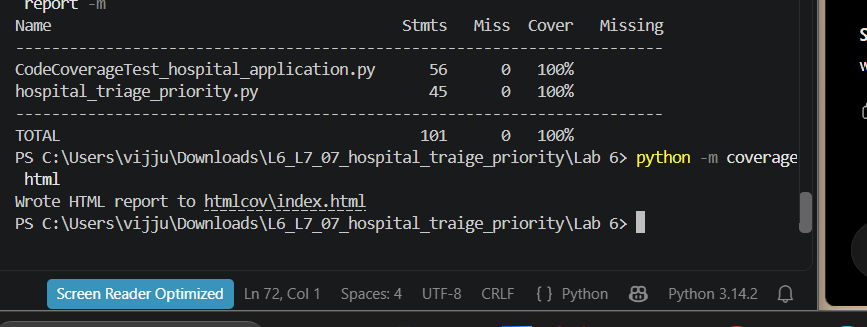 report -m
Name Stmts Miss Cover Missing
---------------------------------------------------------------
CodeCoverageTest_hospital_application.py 56 0 100%
hospital_triage_priority.py 45 0 100%
---------------------------------------------------------------
TOTAL 101 0 100%
PS C:\Users\vijju\Downloads\L6_L7_07_hospital_traige_priority\Lab 6> python -m coverage
html
Wrote HTML report to htmlcov\index.html
PS C:\Users\vijju\Downloads\L6_L7_07_hospital_traige_priority\Lab 6>
Screen Reader Optimized Ln 72, Col 1 Spaces: 4 UTF-8 CRLF { } Python Python 3.14.2